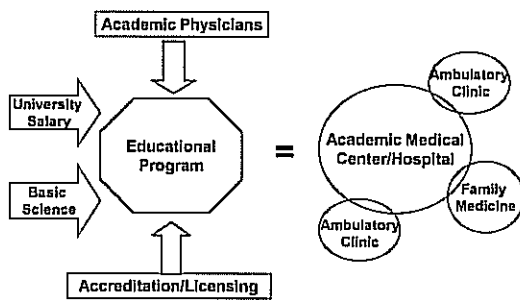 Academic Physicians
University
Salary
Basic
Science
Educational
Program
Accreditation/Licensing
=
Ambulatory
Clinic
Academic Medical
Center/Hospital
Family
Medicine
Ambulatory
Clinic